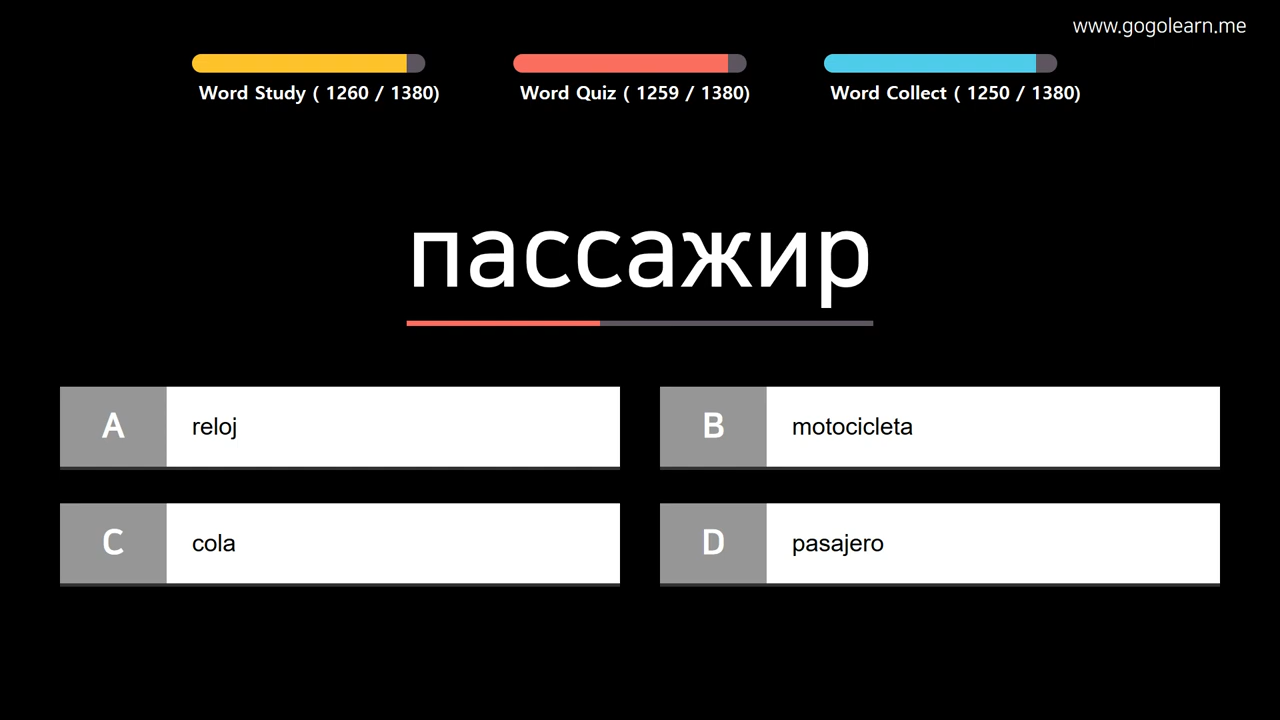 www.gogolearn.me
Word Study ( 1260 / 1380)
Word Quiz ( 1259 / 1380)
Word Collect ( 1250 / 1380)
пассажир
A reloj
B motocicleta
C cola
D pasajero